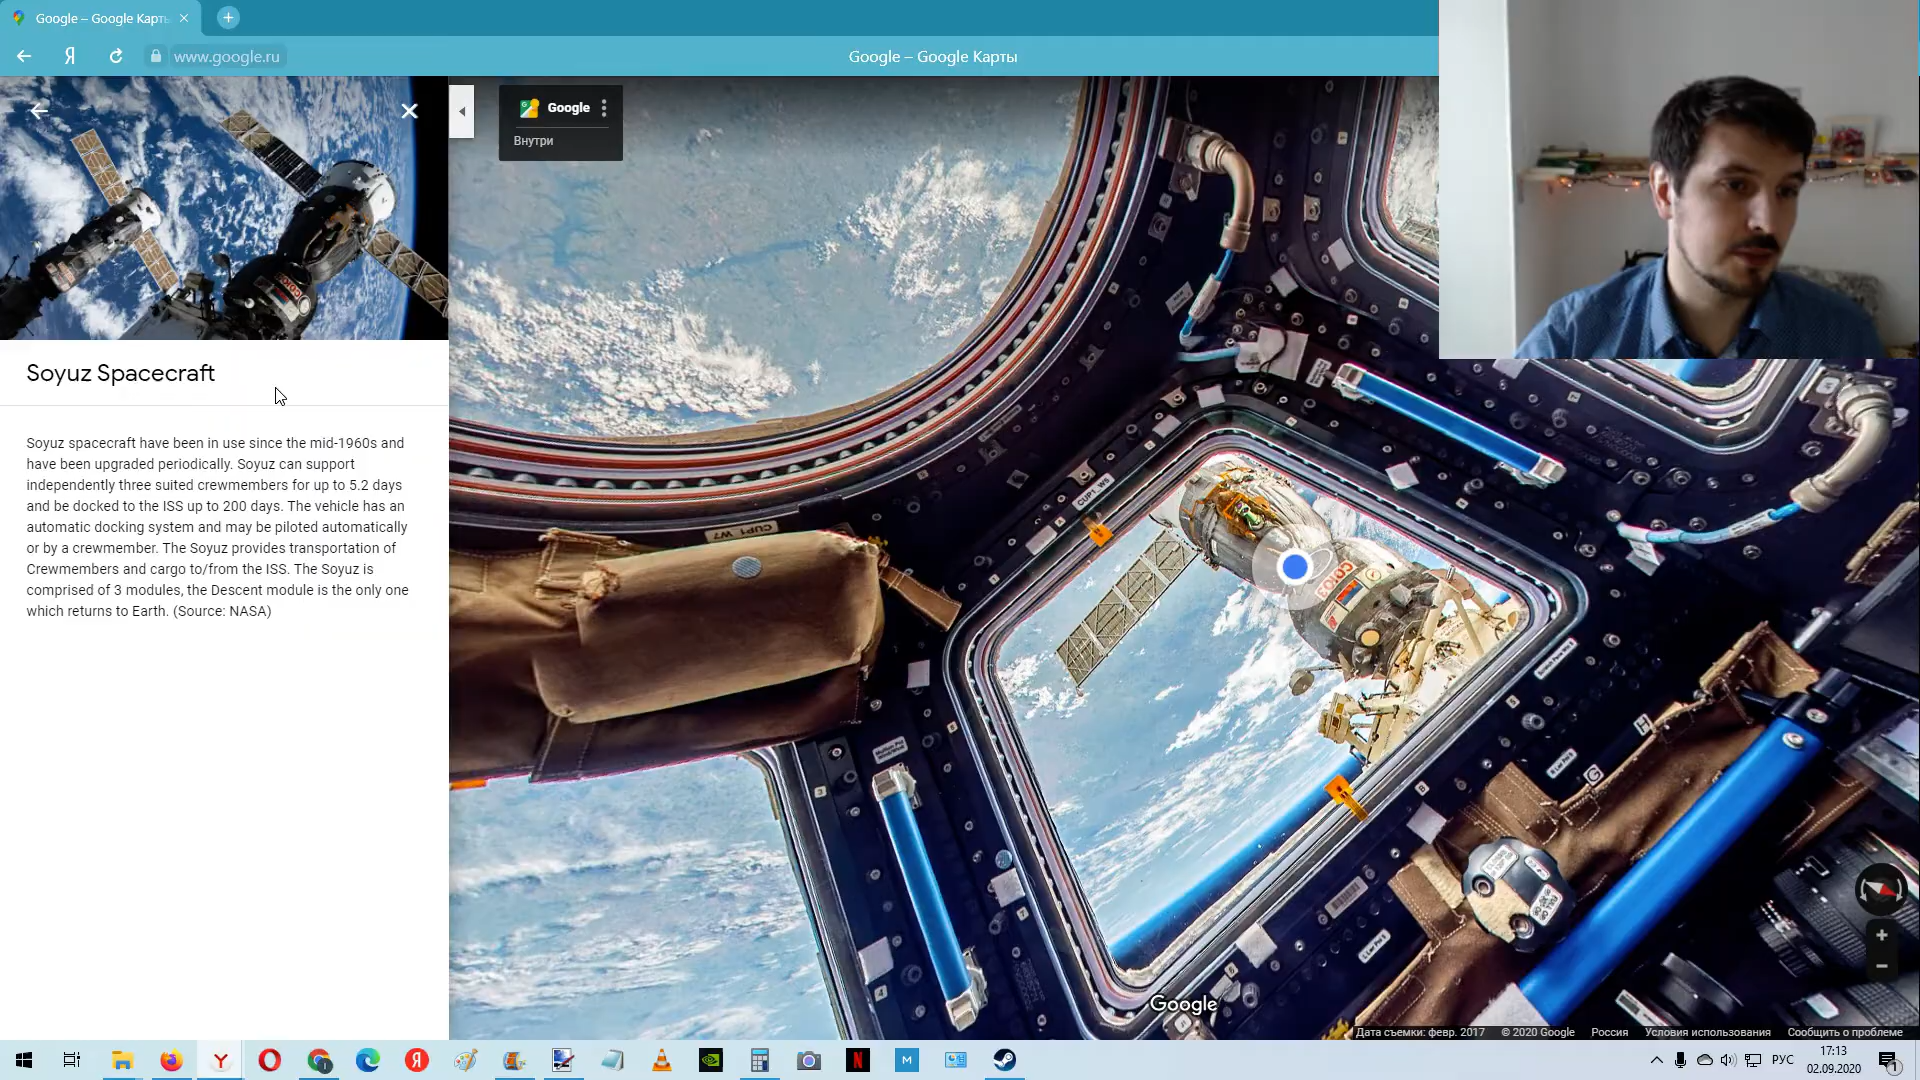 Google – Google Карты
www.google.ru
Google – Google Карты
Google
Внутри
Soyuz Spacecraft
Soyuz spacecraft have been in use since the mid-1960s and
have been upgraded periodically. Soyuz can support
independently three suited crewmembers for up to 5.2 days
and be docked to the ISS up to 200 days. The vehicle has an
automatic docking system and may be piloted automatically
or by a crewmember. The Soyuz provides transportation of
Crewmembers and cargo to/from the ISS. The Soyuz is
comprised of 3 modules, the Descent module is the only one
which returns to Earth. (Source: NASA)
CUP1_W5
CUP1_W7
СОЮЗ
H
G
Google
Дата съемки: февр. 2017
© 2020 Google
Россия
Условия использования
Сообщить о проблеме
РУС
17:13
02.09.2020